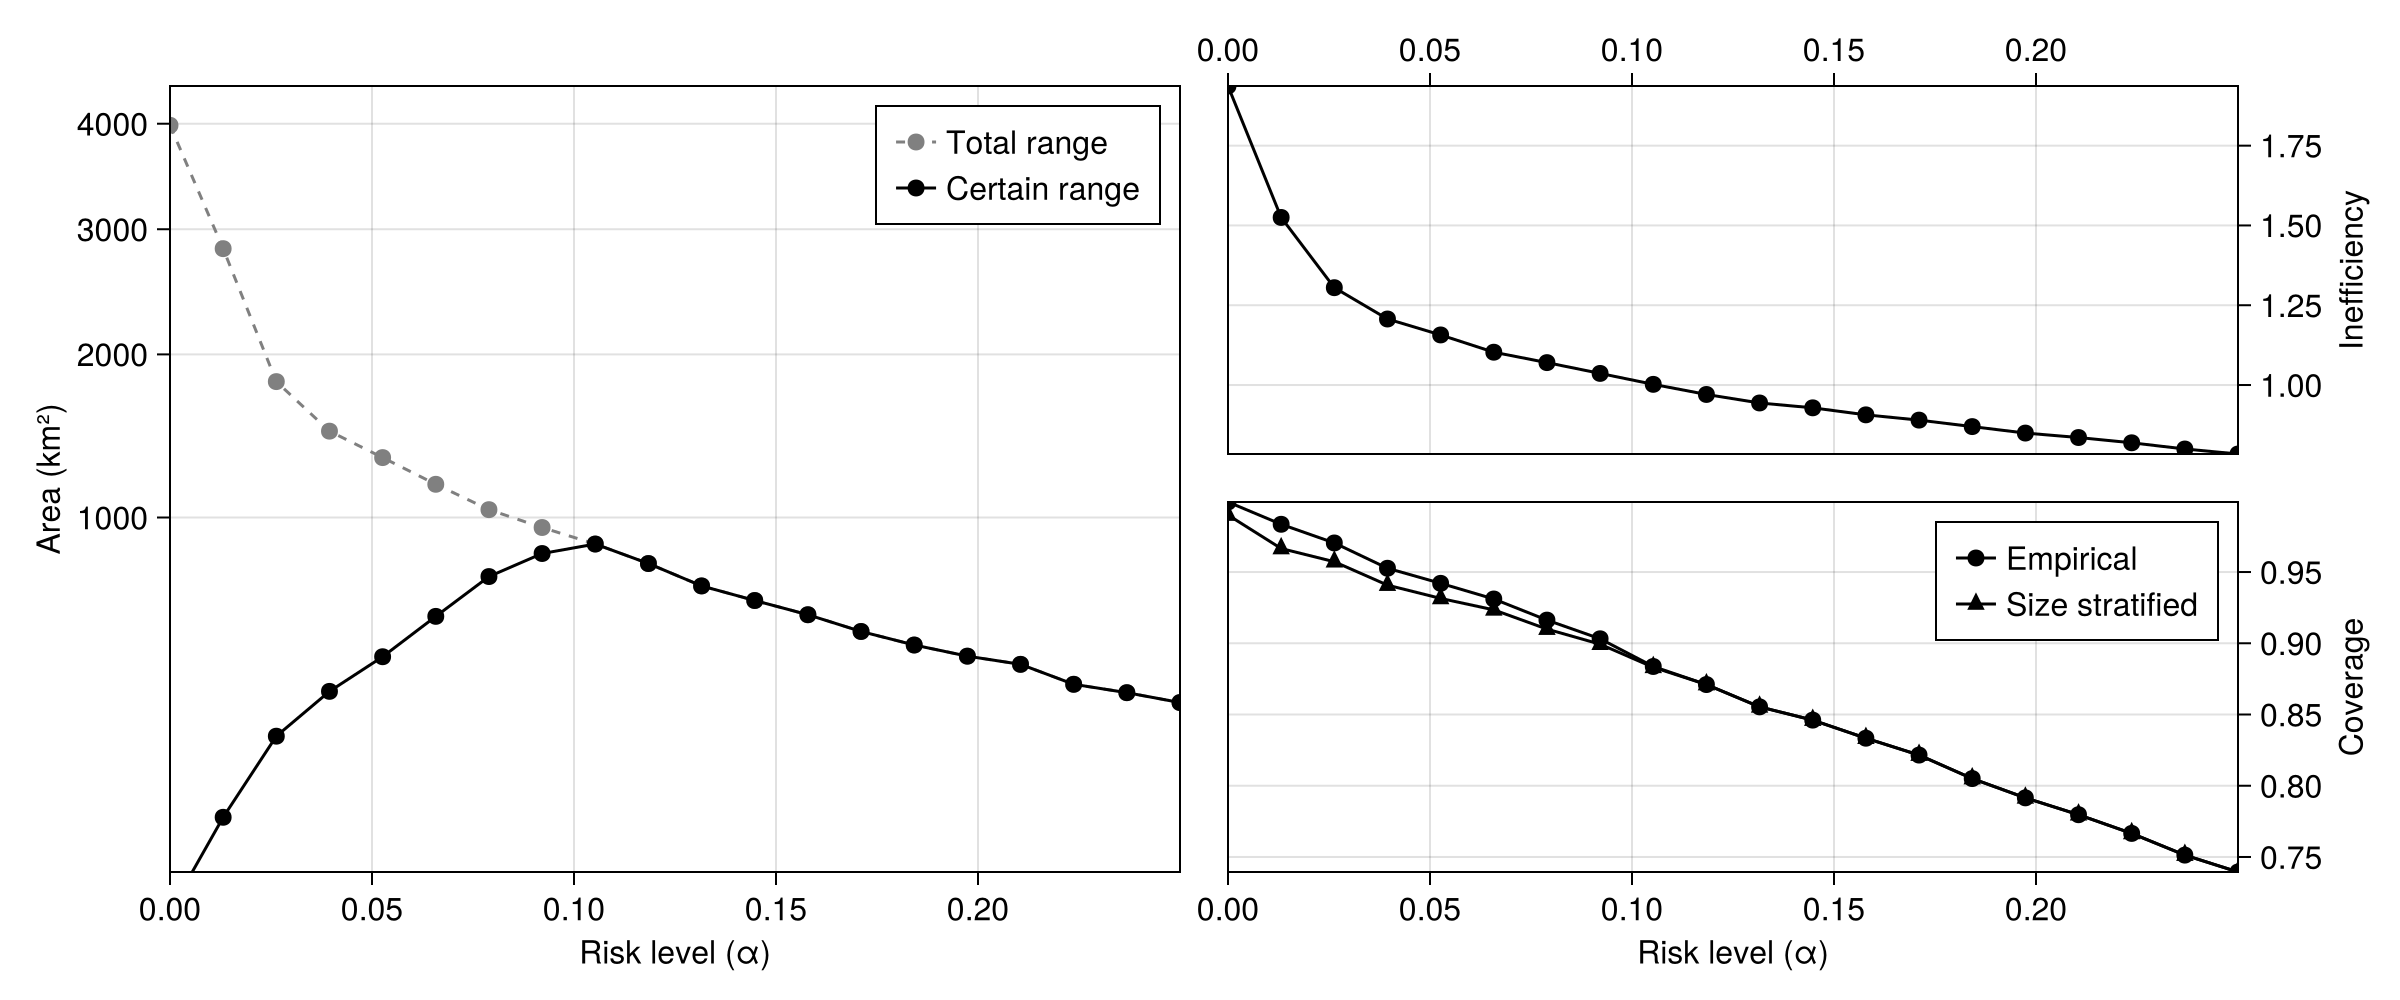 4000
3000
2000
1000
Area (km²)
Total range
Certain range
0.00 0.05 0.10 0.15 0.20
Risk level (α)
0.00 0.05 0.10 0.15 0.20
1.75
1.50
1.25
1.00
Inefficiency
Empirical
Size stratified
0.95
0.90
0.85
0.80
0.75
Coverage
0.00 0.05 0.10 0.15 0.20
Risk level (α)